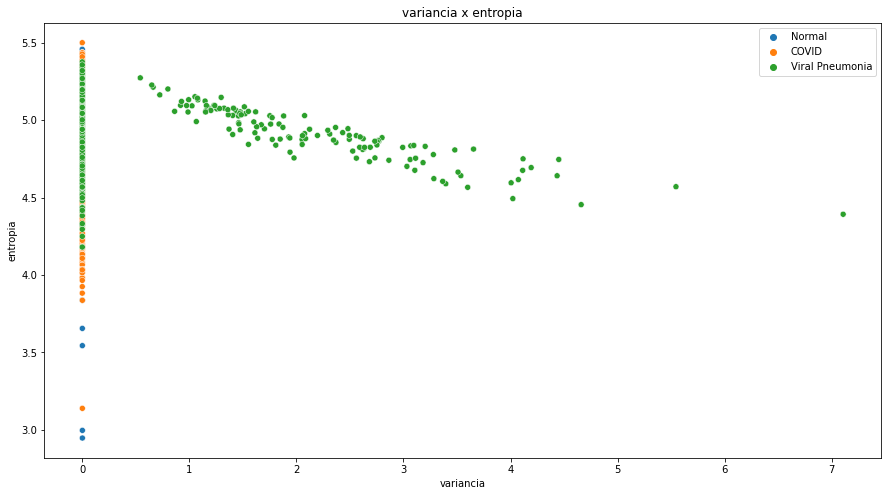 variancia x entropia
Normal
COVID
Viral Pneumonia
entropia
5.5
5.0
4.5
4.0
3.5
3.0
0 1 2 3 4 5 6 7
variancia